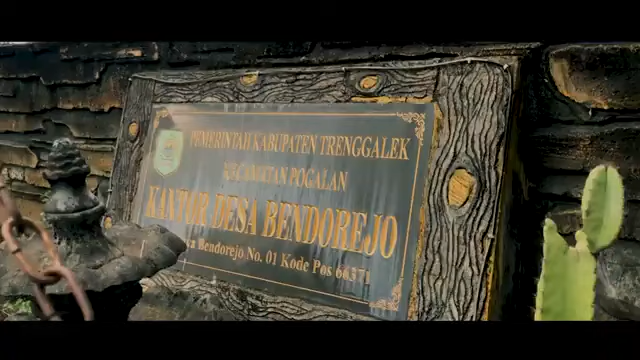 PEMERINTAH KABUPATEN TRENGGALEK
KECAMATAN POGALAN
KANTOR DESA BENDOREJO
Bendorejo No. 01 Kode Pos 66371